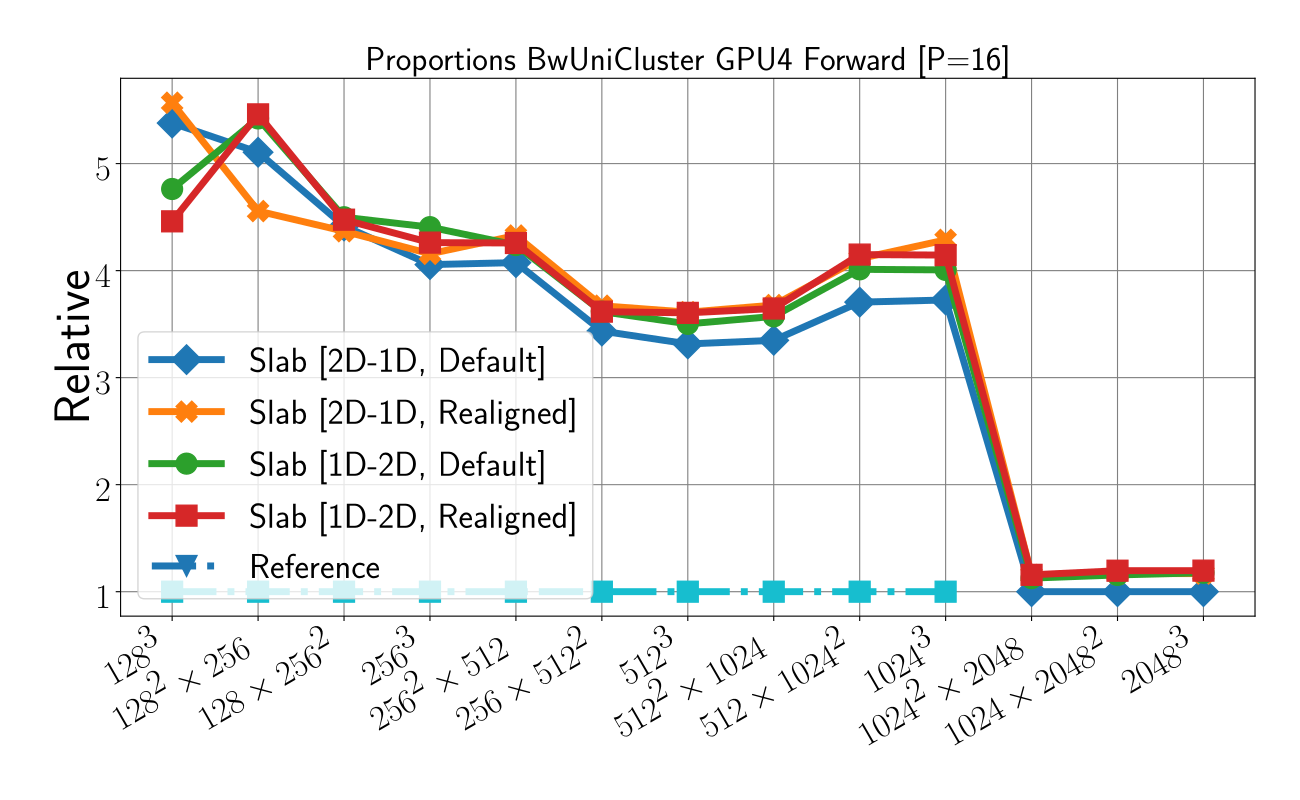 Proportions BwUniCluster GPU4 Forward [P=16]
Relative
5
4
3
2
1
Slab [2D-1D, Default]
Slab [2D-1D, Realigned]
Slab [1D-2D, Default]
Slab [1D-2D, Realigned]
Reference
128³
128² × 256
128 × 256²
256³
256² × 512
256 × 512²
512³
512² × 1024
512 × 1024²
1024³
1024² × 2048
1024 × 2048²
2048³